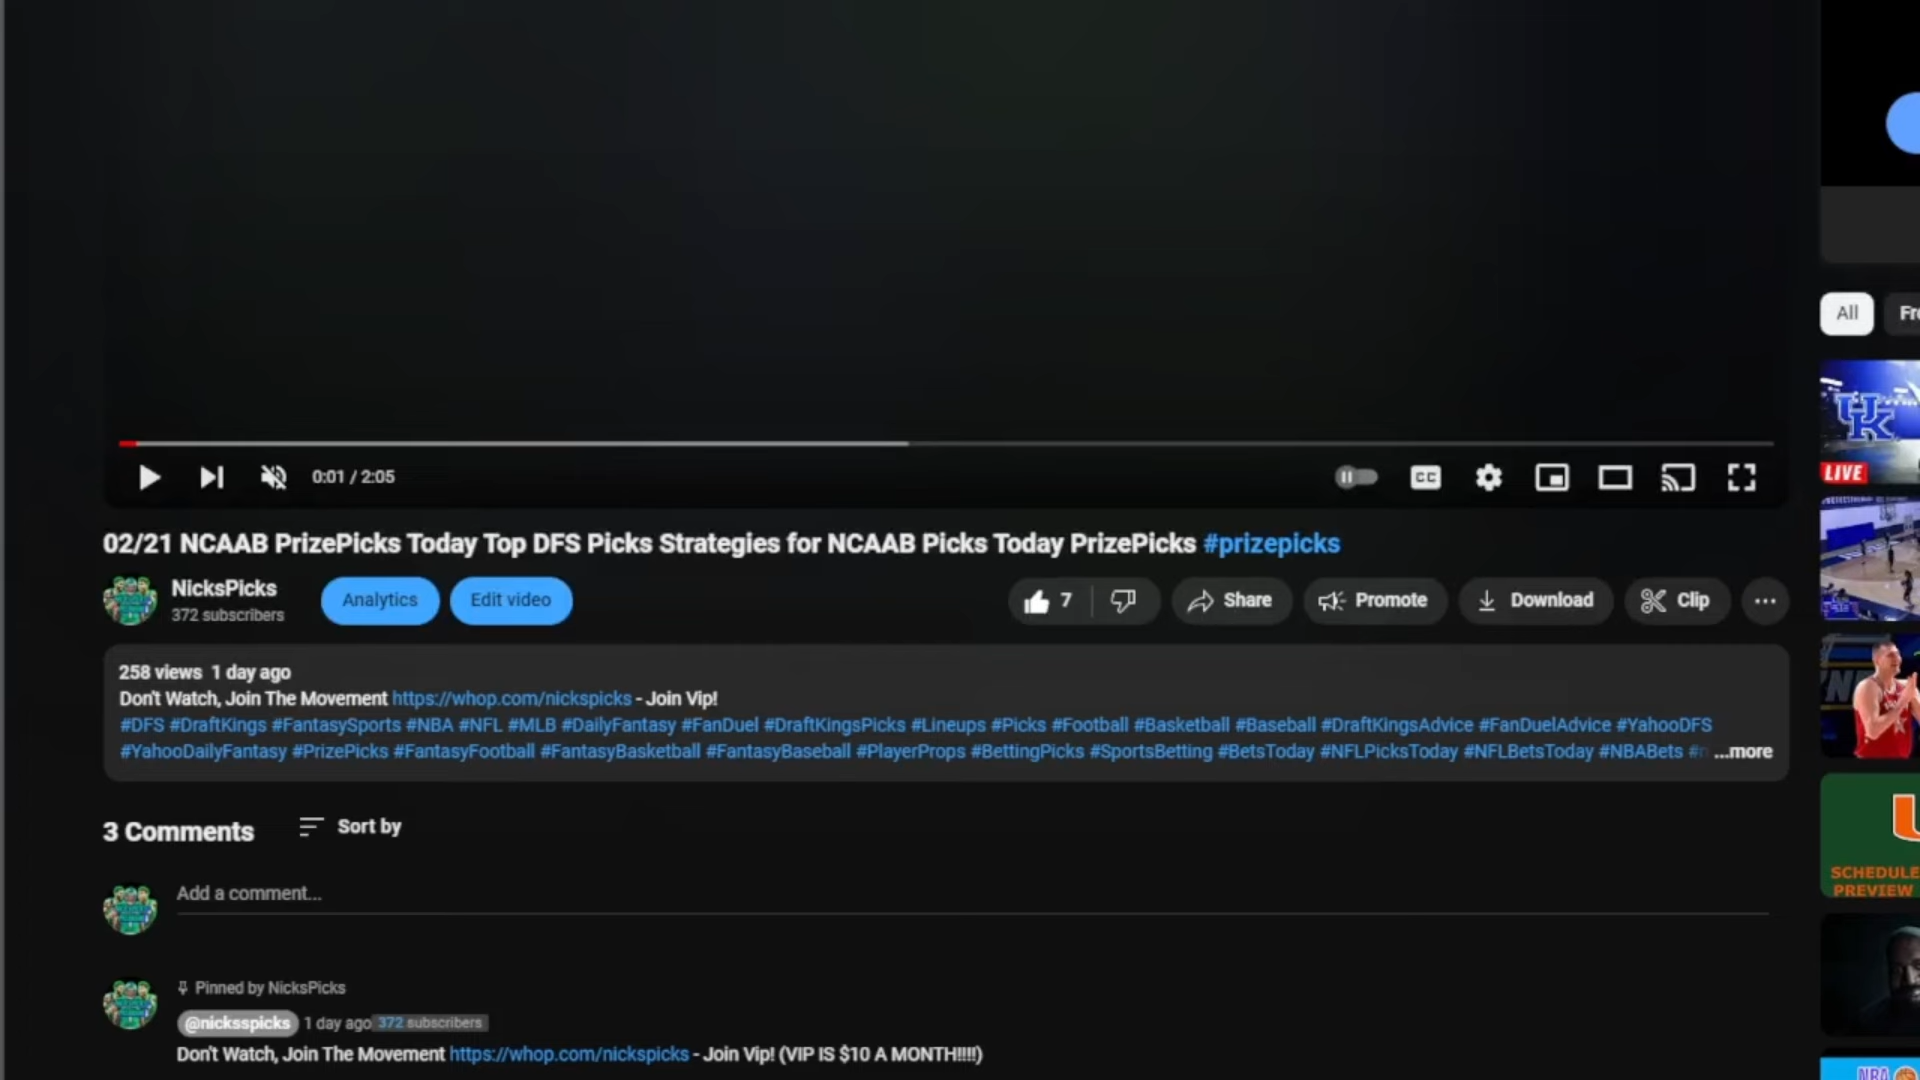 All
LIVE
0:01 / 2:05
CC
02/21 NCAAB PrizePicks Today Top DFS Picks Strategies for NCAAB Picks Today PrizePicks #prizepicks
NicksPicks
372 subscribers
Analytics
Edit video
7
Share
Promote
Download
Clip
258 views 1 day ago
Don't Watch, Join The Movement https://whop.com/nickspicks - Join Vip!
#DFS #DraftKings #FantasySports #NBA #NFL #MLB #DailyFantasy #FanDuel #DraftKingsPicks #Lineups #Picks #Football #Basketball #Baseball #DraftKingsAdvice #FanDuelAdvice #YahooDFS
#YahooDailyFantasy #PrizePicks #FantasyFootball #FantasyBasketball #FantasyBaseball #PlayerProps #BettingPicks #SportsBetting #BetsToday #NFLPicksToday #NFLBetsToday #NBABets #n ...more
SCHEDULE
PREVIEW
3 Comments
Sort by
Add a comment...
Pinned by NicksPicks
@nicksspicks 1 day ago 372 subscribers
Don't Watch, Join The Movement https://whop.com/nickspicks - Join Vip! (VIP IS $10 A MONTH!!!!)
NBA